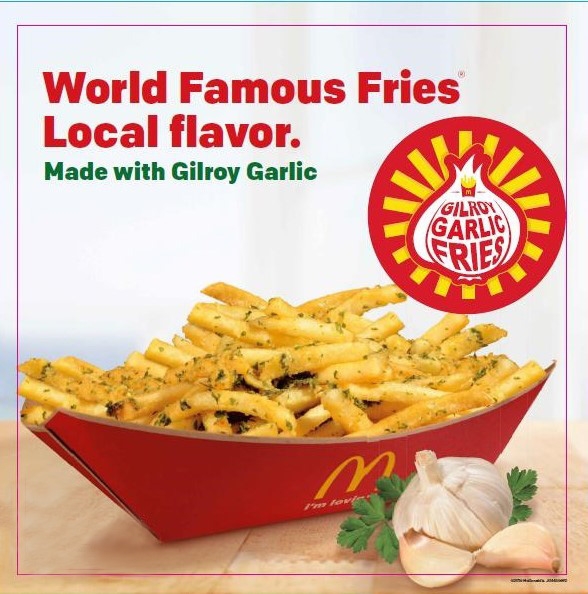 World Famous Fries®
Local flavor.
Made with Gilroy Garlic
GILROY
GARLIC
FRIES
m
i'm lovin